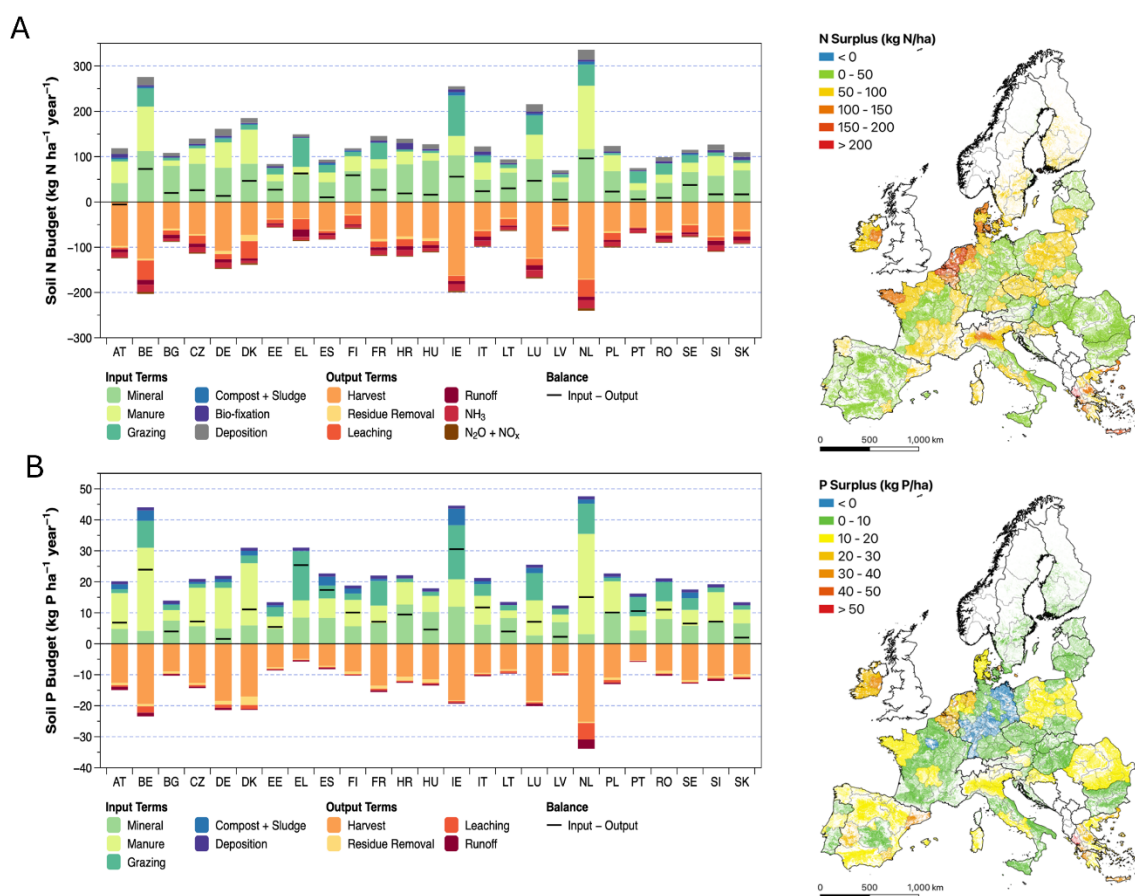 A
Soil N Budget (kg N ha⁻¹ year⁻¹)
300
200
100
0
−100
−200
−300
AT BE BG CZ DE DK EE EL ES FI FR HR HU IE IT LT LU LV NL PL PT RO SE SI SK
Input Terms
Mineral
Manure
Grazing
Compost + Sludge
Bio-fixation
Deposition
Output Terms
Harvest
Residue Removal
Leaching
Runoff
NH₃
N₂O + NOₓ
Balance
Input − Output
N Surplus (kg N/ha)
< 0
0 - 50
50 - 100
100 - 150
150 - 200
> 200
0 500 1,000 km
B
Soil P Budget (kg P ha⁻¹ year⁻¹)
50
40
30
20
10
0
−10
−20
−30
−40
AT BE BG CZ DE DK EE EL ES FI FR HR HU IE IT LT LU LV NL PL PT RO SE SI SK
Input Terms
Mineral
Manure
Grazing
Compost + Sludge
Deposition
Output Terms
Harvest
Residue Removal
Leaching
Runoff
Balance
Input − Output
P Surplus (kg P/ha)
< 0
0 - 10
10 - 20
20 - 30
30 - 40
40 - 50
> 50
0 500 1,000 km